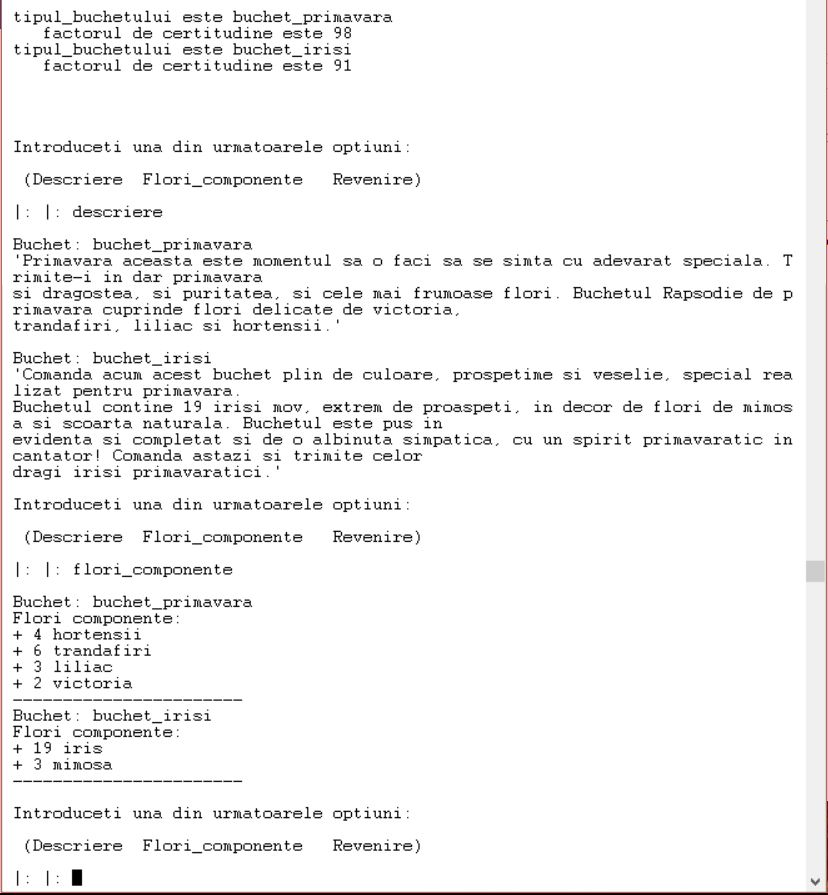 tipul_buchetului este buchet_primavara
factorul de certitudine este 98
tipul_buchetului este buchet_irisi
factorul de certitudine este 91
Introduceti una din urmatoarele optiuni:
(Descriere Flori_componente Revenire)
|: |: descriere
Buchet: buchet_primavara
'Primavara aceasta este momentul sa o faci sa se simta cu adevarat speciala. T
rimite-i in dar primavara
si dragostea, si puritatea, si cele mai frumoase flori. Buchetul Rapsodie de p
rimavara cuprinde flori delicate de victoria,
trandafiri, liliac si hortensii.'
Buchet: buchet_irisi
'Comanda acum acest buchet plin de culoare, prospetime si veselie, special rea
lizat pentru primavara.
Buchetul contine 19 irisi mov, extrem de proaspeti, in decor de flori de mimos
a si scoarta naturala. Buchetul este pus in
evidenta si completat si de o albinuta simpatica, cu un spirit primavaratic in
cantator! Comanda astazi si trimite celor
dragi irisi primavaratici.'
Introduceti una din urmatoarele optiuni:
(Descriere Flori_componente Revenire)
|: |: flori_componente
Buchet: buchet_primavara
Flori componente:
+ 4 hortensii
+ 6 trandafiri
+ 3 liliac
+ 2 victoria
-----------------------
Buchet: buchet_irisi
Flori componente:
+ 19 iris
+ 3 mimosa
-----------------------
Introduceti una din urmatoarele optiuni:
(Descriere Flori_componente Revenire)
|: |: